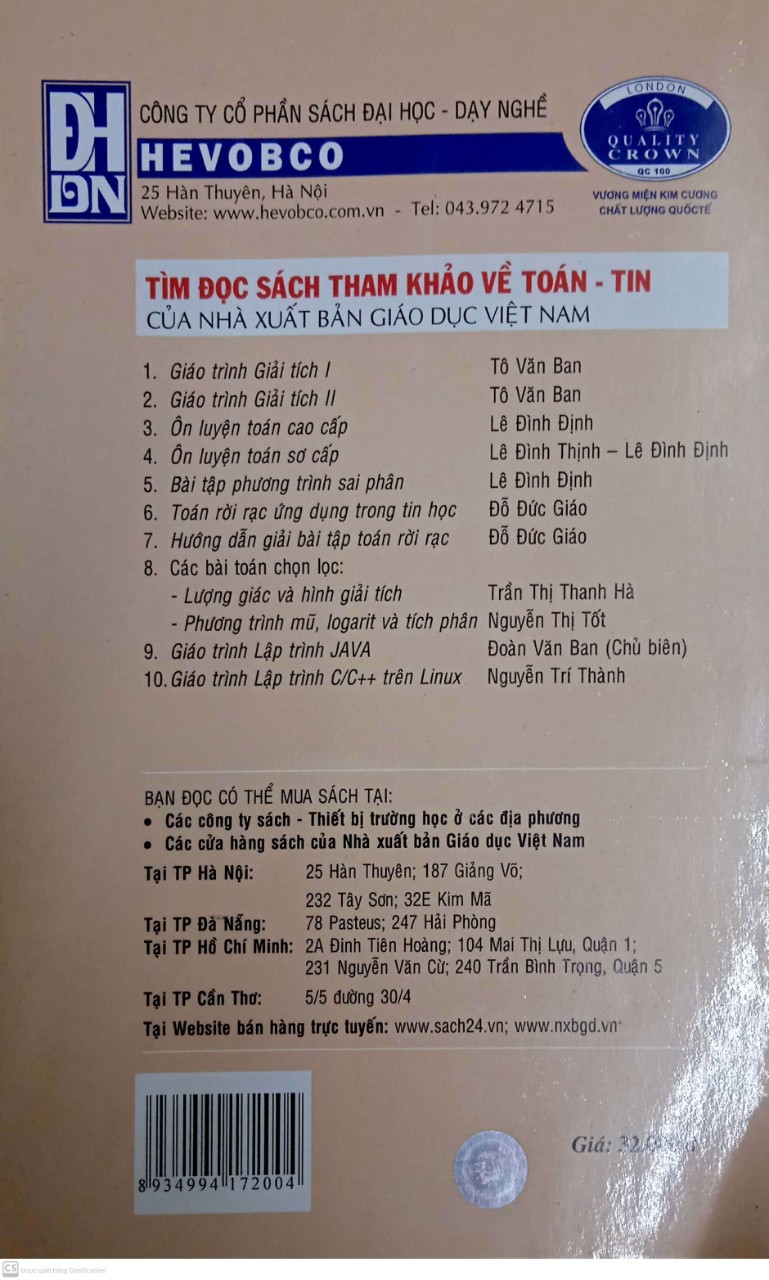 ĐH
DN
CÔNG TY CỔ PHẦN SÁCH ĐẠI HỌC - DẠY NGHỀ
HEVOBCO
25 Hàn Thuyên, Hà Nội
Website: www.hevobco.com.vn - Tel: 043.972 4715
LONDON
QUALITY
CROWN
QC 100
VƯƠNG MIỆN KIM CƯƠNG
CHẤT LƯỢNG QUỐC TẾ
TÌM ĐỌC SÁCH THAM KHẢO VỀ TOÁN - TIN
CỦA NHÀ XUẤT BẢN GIÁO DỤC VIỆT NAM
1. Giáo trình Giải tích I Tô Văn Ban
2. Giáo trình Giải tích II Tô Văn Ban
3. Ôn luyện toán cao cấp Lê Đình Định
4. Ôn luyện toán sơ cấp Lê Đình Thịnh – Lê Đình Định
5. Bài tập phương trình sai phân Lê Đình Định
6. Toán rời rạc ứng dụng trong tin học Đỗ Đức Giáo
7. Hướng dẫn giải bài tập toán rời rạc Đỗ Đức Giáo
8. Các bài toán chọn lọc:
- Lượng giác và hình giải tích Trần Thị Thanh Hà
- Phương trình mũ, logarit và tích phân Nguyễn Thị Tốt
9. Giáo trình Lập trình JAVA Đoàn Văn Ban (Chủ biên)
10. Giáo trình Lập trình C/C++ trên Linux Nguyễn Trí Thành
BẠN ĐỌC CÓ THỂ MUA SÁCH TẠI:
• Các công ty sách - Thiết bị trường học ở các địa phương
• Các cửa hàng sách của Nhà xuất bản Giáo dục Việt Nam
Tại TP Hà Nội: 25 Hàn Thuyên; 187 Giảng Võ;
232 Tây Sơn; 32E Kim Mã
Tại TP Đà Nẵng: 78 Pasteus; 247 Hải Phòng
Tại TP Hồ Chí Minh: 2A Đinh Tiên Hoàng; 104 Mai Thị Lựu, Quận 1;
231 Nguyễn Văn Cừ; 240 Trần Bình Trọng, Quận 5
Tại TP Cần Thơ: 5/5 đường 30/4
Tại Website bán hàng trực tuyến: www.sach24.vn; www.nxbgd.vn
8 934994 172004
Giá:
CS Được quét bằng CamScanner